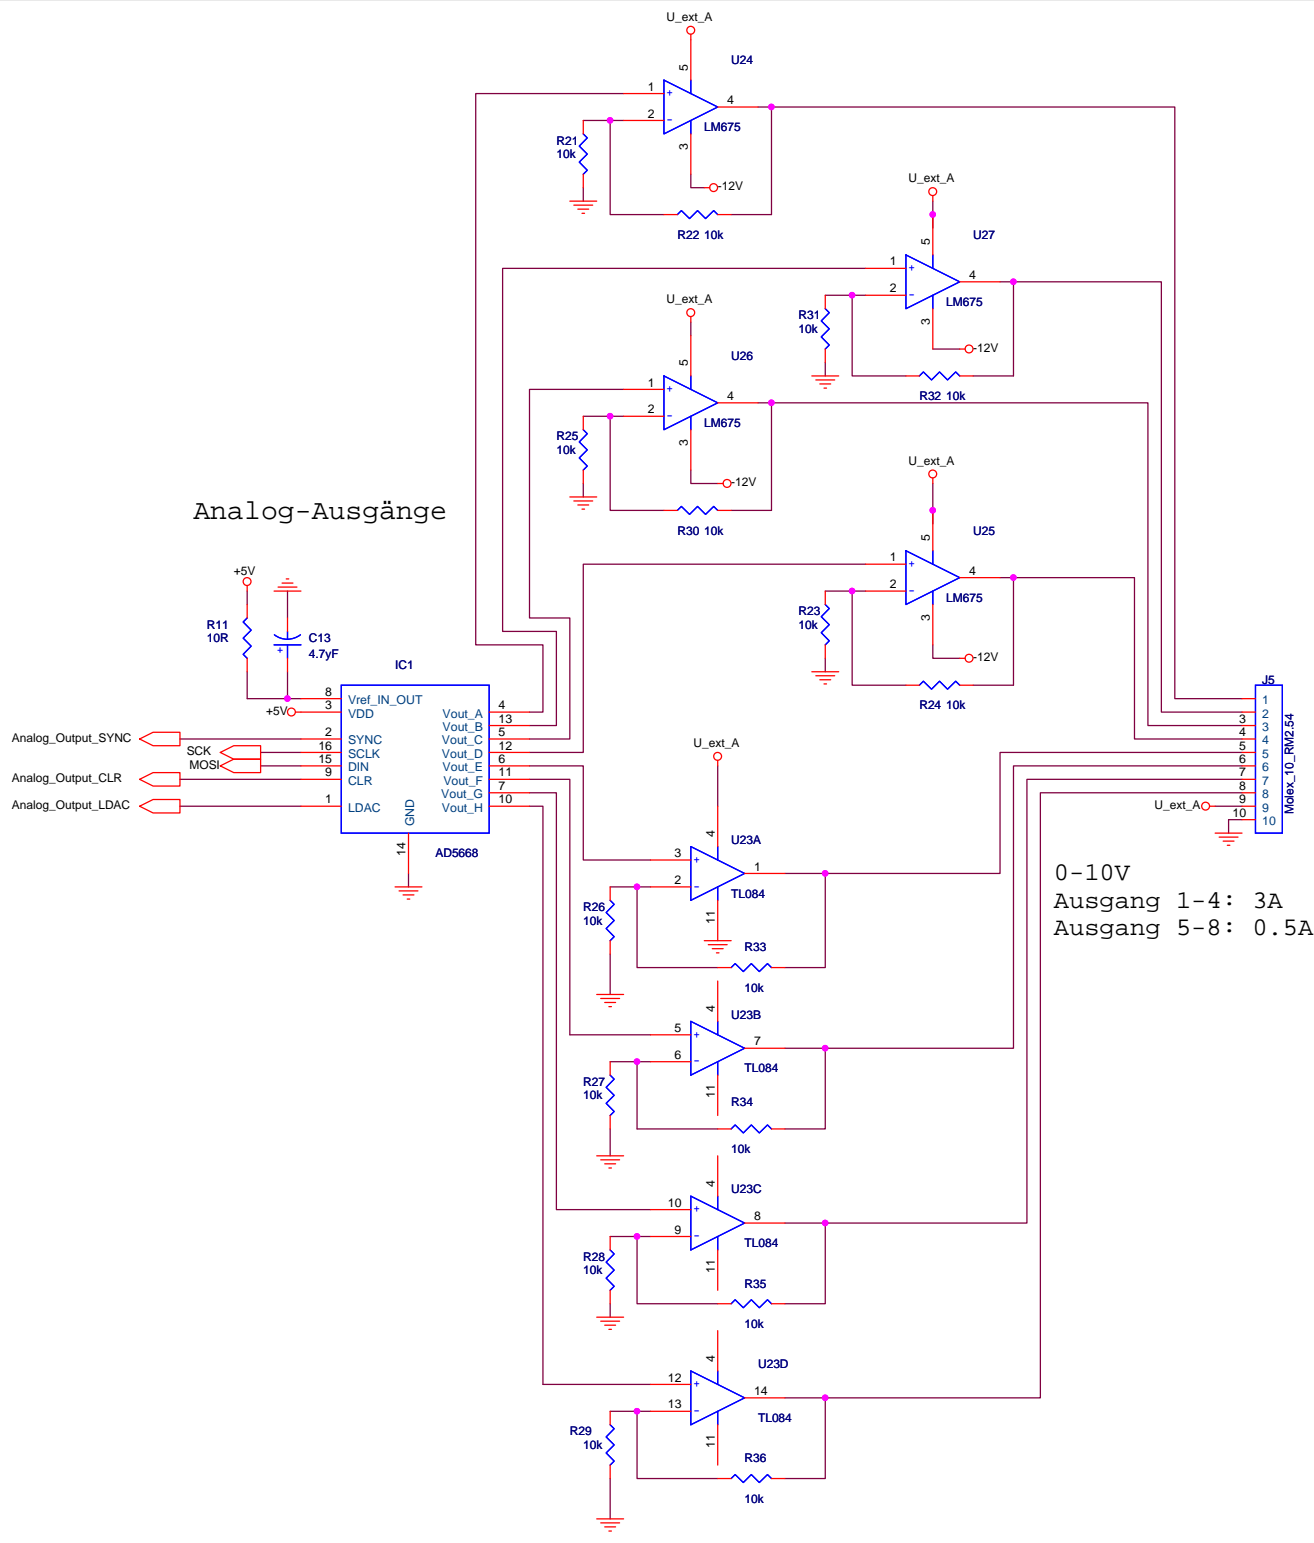 U_ext_A
5
U24
1
+
4
2
-
LM675
R21
10k
3
-12V
R22 10k
U_ext_A
5
U27
1
+
4
2
-
LM675
R31
10k
3
-12V
R32 10k
U_ext_A
5
U26
1
+
4
2
-
LM675
R25
10k
3
-12V
R30 10k
U_ext_A
5
U25
1
+
4
2
-
LM675
R23
10k
3
-12V
R24 10k
Analog-Ausgänge
+5V
R11
10R
C13
+
4.7yF
IC1
8
Vref_IN_OUT
+5V
3
VDD
Analog_Output_SYNC
2
SYNC
SCK
16
SCLK
MOSI
15
DIN
Analog_Output_CLR
9
CLR
Analog_Output_LDAC
1
LDAC
GND
14
AD5668
Vout_A
4
Vout_B
13
Vout_C
5
Vout_D
12
Vout_E
6
Vout_F
11
Vout_G
7
Vout_H
10
J5
1
1
2
2
3
3
4
4
5
5
6
6
7
7
8
8
U_ext_A
9
9
10
10
Molex_10_RM2.54
0-10V
Ausgang 1-4: 3A
Ausgang 5-8: 0.5A
U_ext_A
4
U23A
3
+
1
2
-
TL084
R26
10k
11
R33
10k
4
U23B
5
+
7
6
-
TL084
R27
10k
11
R34
10k
4
U23C
10
+
8
9
-
TL084
R28
10k
11
R35
10k
4
U23D
12
+
14
13
-
TL084
R29
10k
11
R36
10k